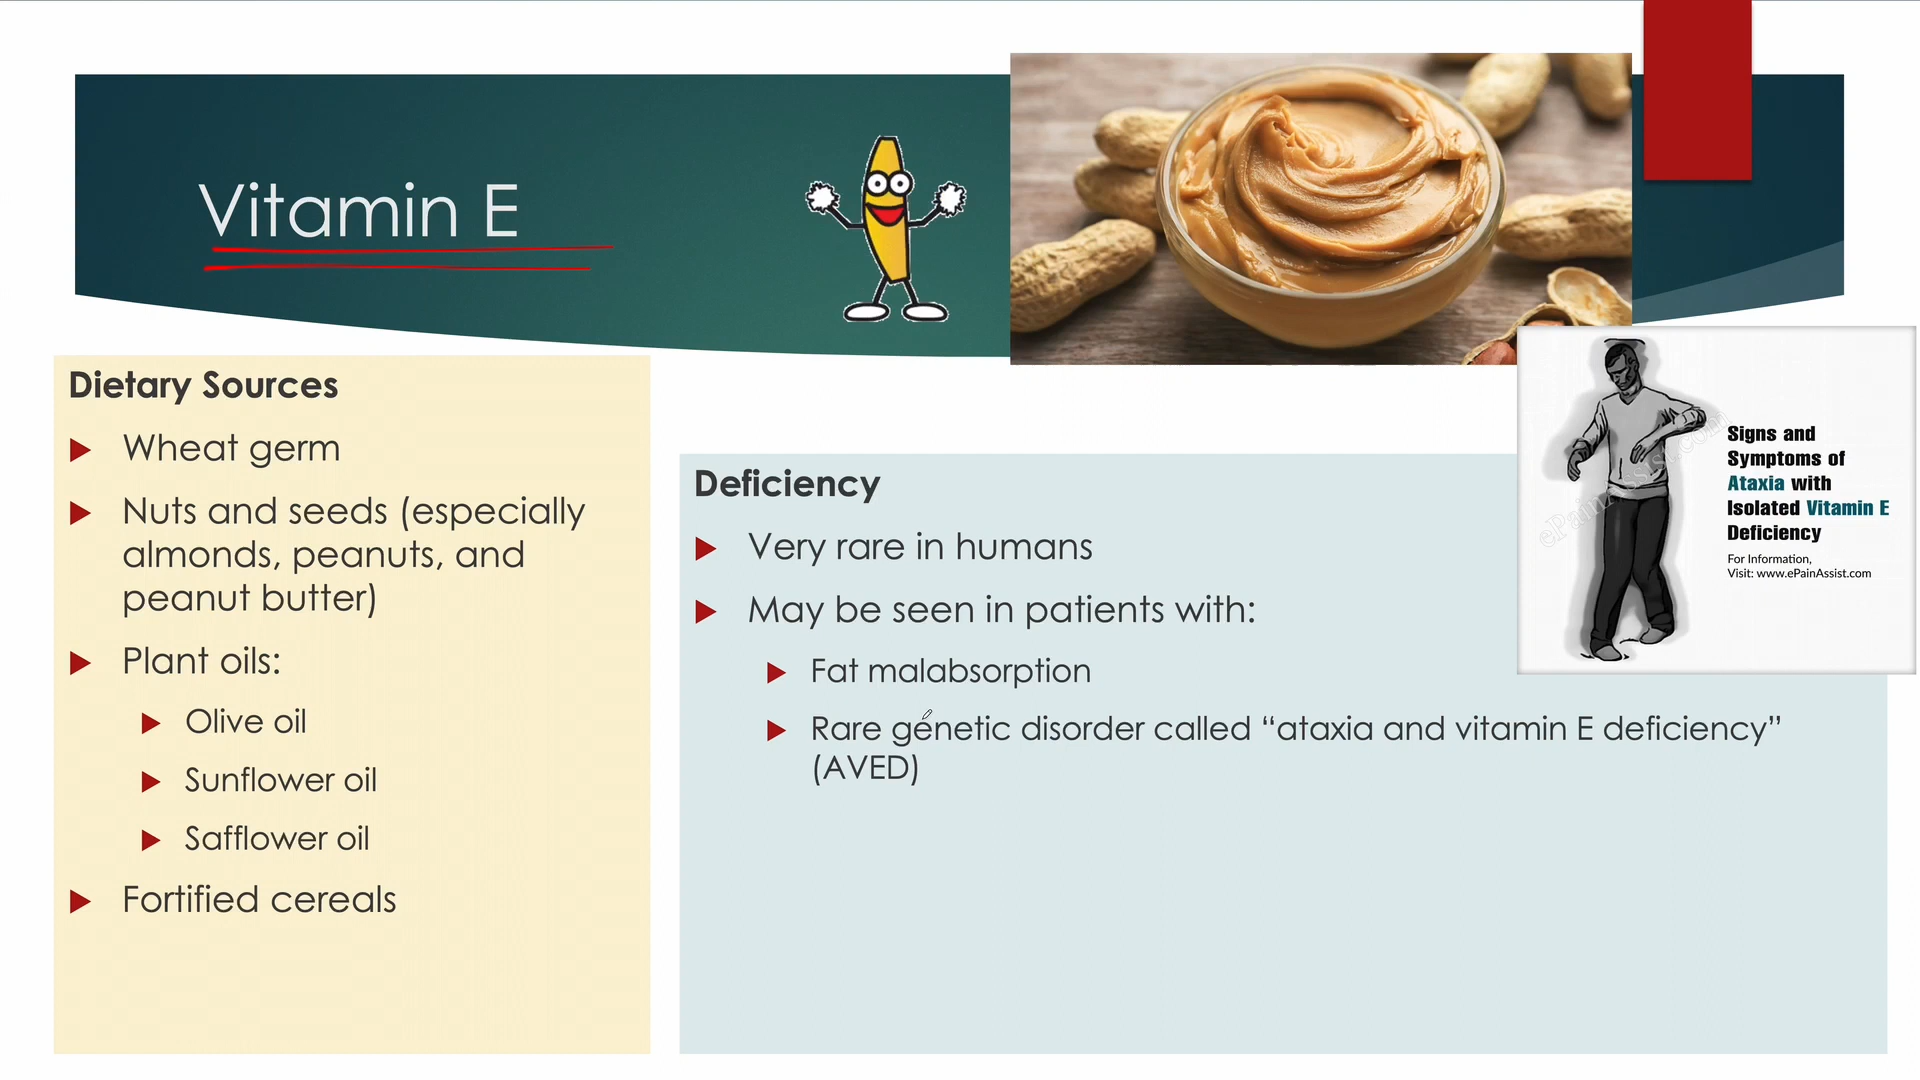 Vitamin E
Dietary Sources
Wheat germ
Nuts and seeds (especially
almonds, peanuts, and
peanut butter)
Plant oils:
Olive oil
Sunflower oil
Safflower oil
Fortified cereals
Deficiency
Very rare in humans
May be seen in patients with:
Fat malabsorption
Rare genetic disorder called “ataxia and vitamin E deficiency”
(AVED)
Signs and
Symptoms of
Ataxia with
Isolated Vitamin E
Deficiency
For Information,
Visit: www.ePainAssist.com
ePainAssist.com